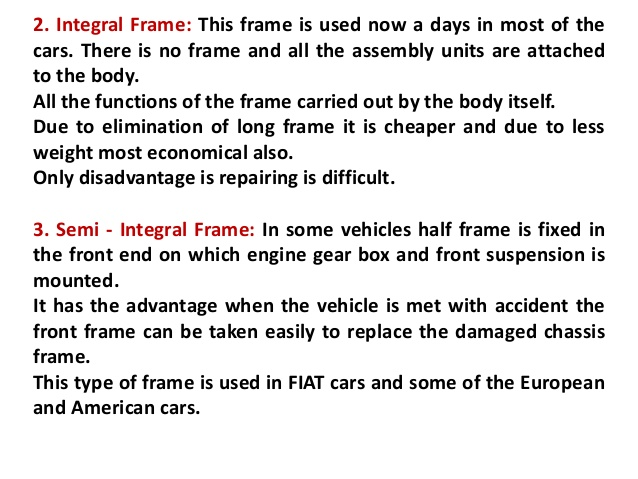 2. Integral Frame: This frame is used now a days in most of the
cars. There is no frame and all the assembly units are attached
to the body.
All the functions of the frame carried out by the body itself.
Due to elimination of long frame it is cheaper and due to less
weight most economical also.
Only disadvantage is repairing is difficult.
3. Semi - Integral Frame: In some vehicles half frame is fixed in
the front end on which engine gear box and front suspension is
mounted.
It has the advantage when the vehicle is met with accident the
front frame can be taken easily to replace the damaged chassis
frame.
This type of frame is used in FIAT cars and some of the European
and American cars.